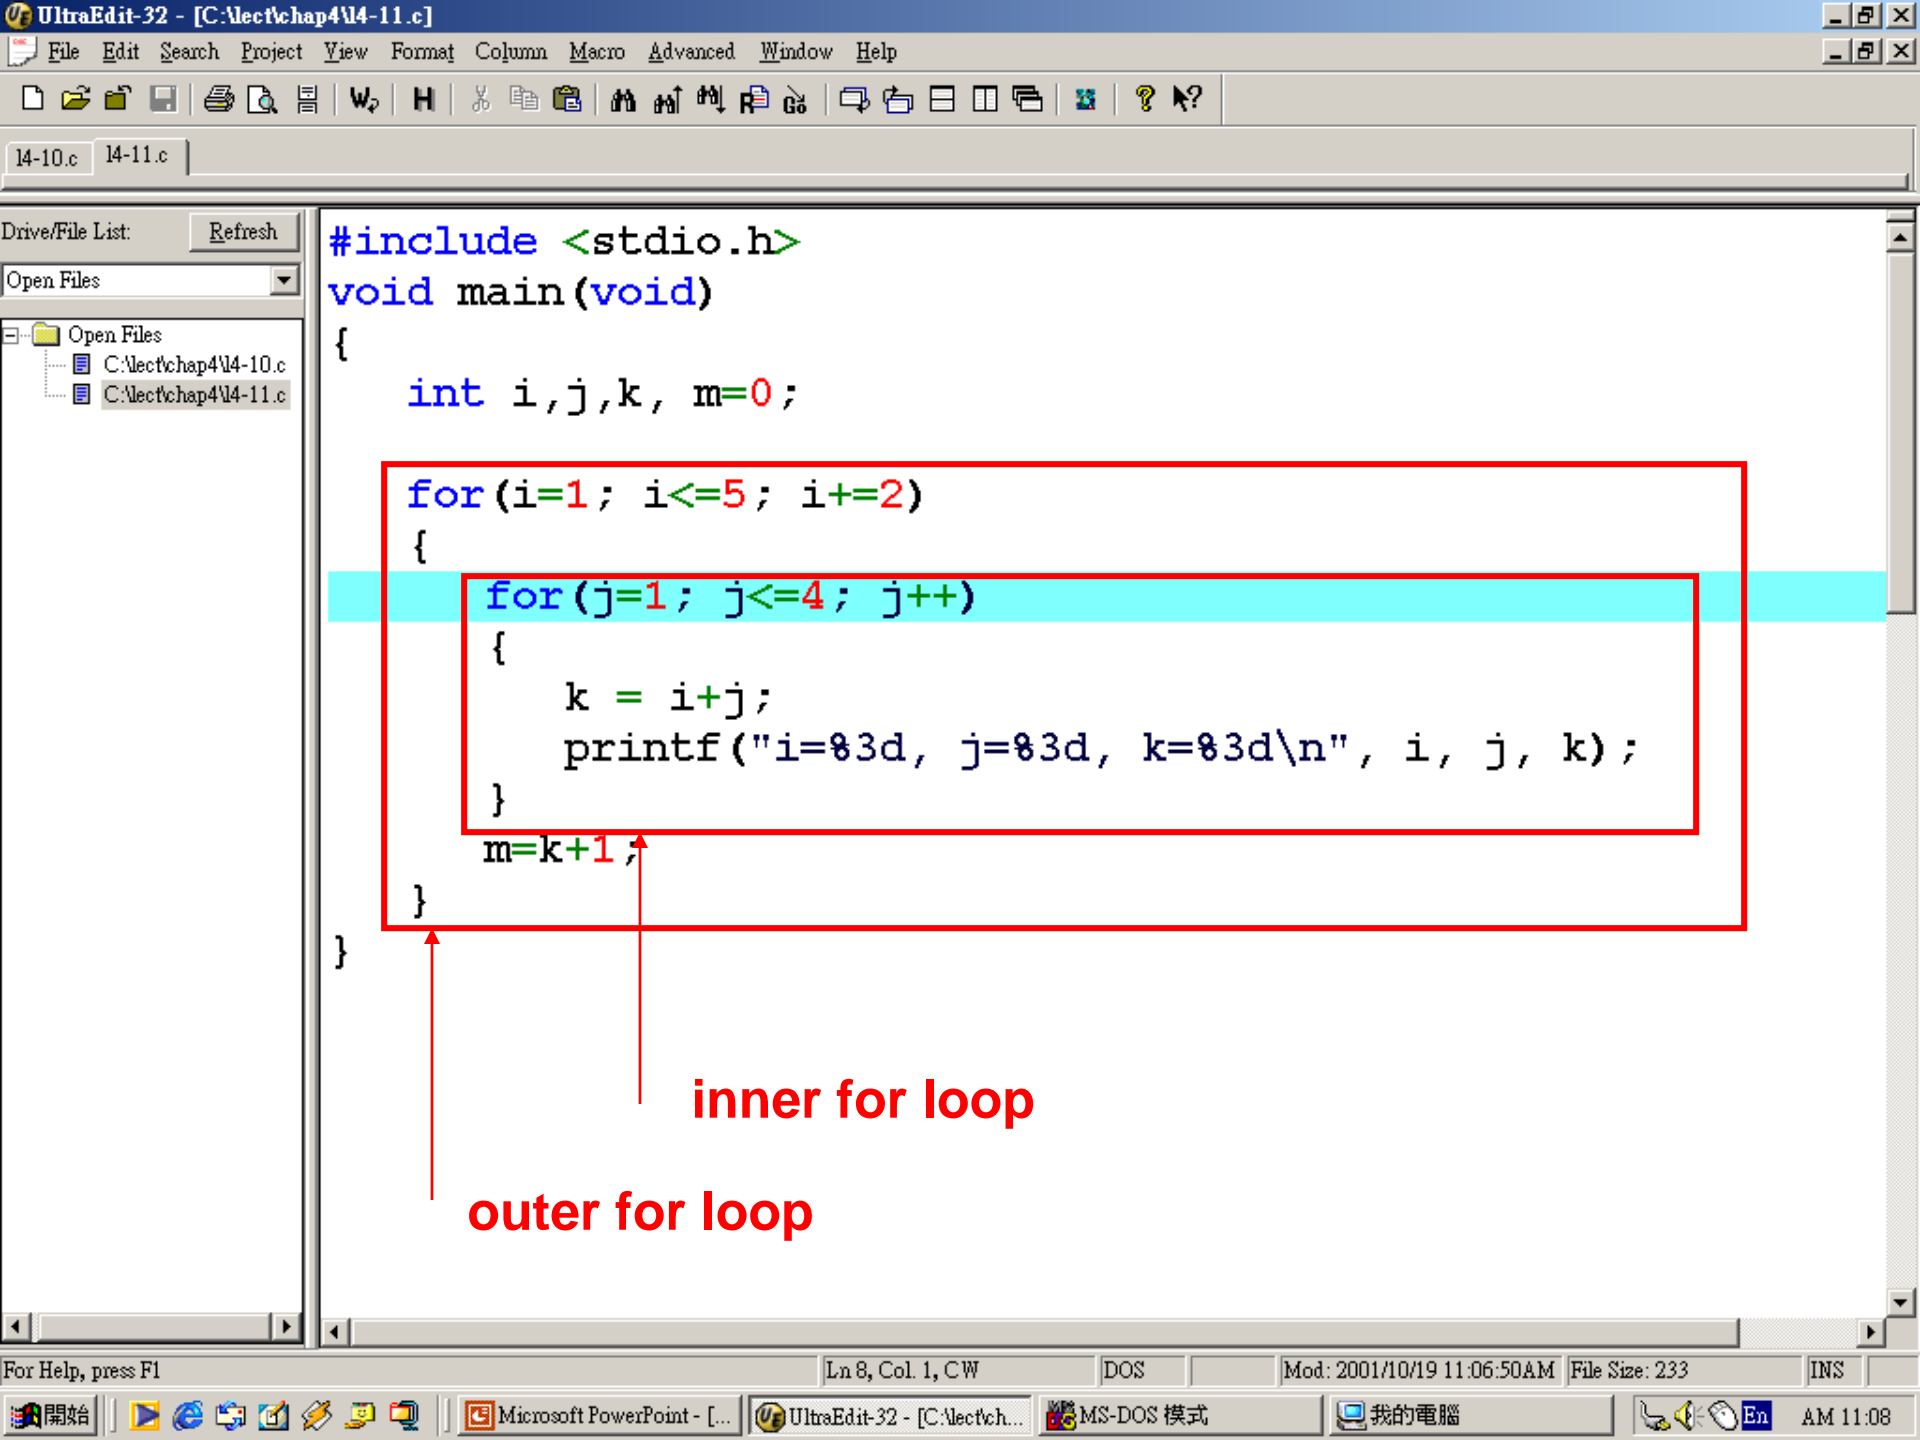 UltraEdit-32 - [C:\lect\chap4\l4-11.c]
File Edit Search Project View Format Column Macro Advanced Window Help
l4-10.c l4-11.c
Drive/File List: Refresh
Open Files
Open Files
C:\lect\chap4\l4-10.c
C:\lect\chap4\l4-11.c
#include <stdio.h>
void main(void)
{
int i,j,k, m=0;
for(i=1; i<=5; i+=2)
{
for(j=1; j<=4; j++)
{
k = i+j;
printf("i=%3d, j=%3d, k=%3d\n", i, j, k);
}
m=k+1;
}
}
inner for loop
outer for loop
For Help, press F1 Ln 8, Col. 1, C W DOS Mod: 2001/10/19 11:06:50AM File Size: 233 INS
開始 Microsoft PowerPoint - [... UltraEdit-32 - [C:\lect\ch... MS-DOS 模式 我的電腦 En AM 11:08